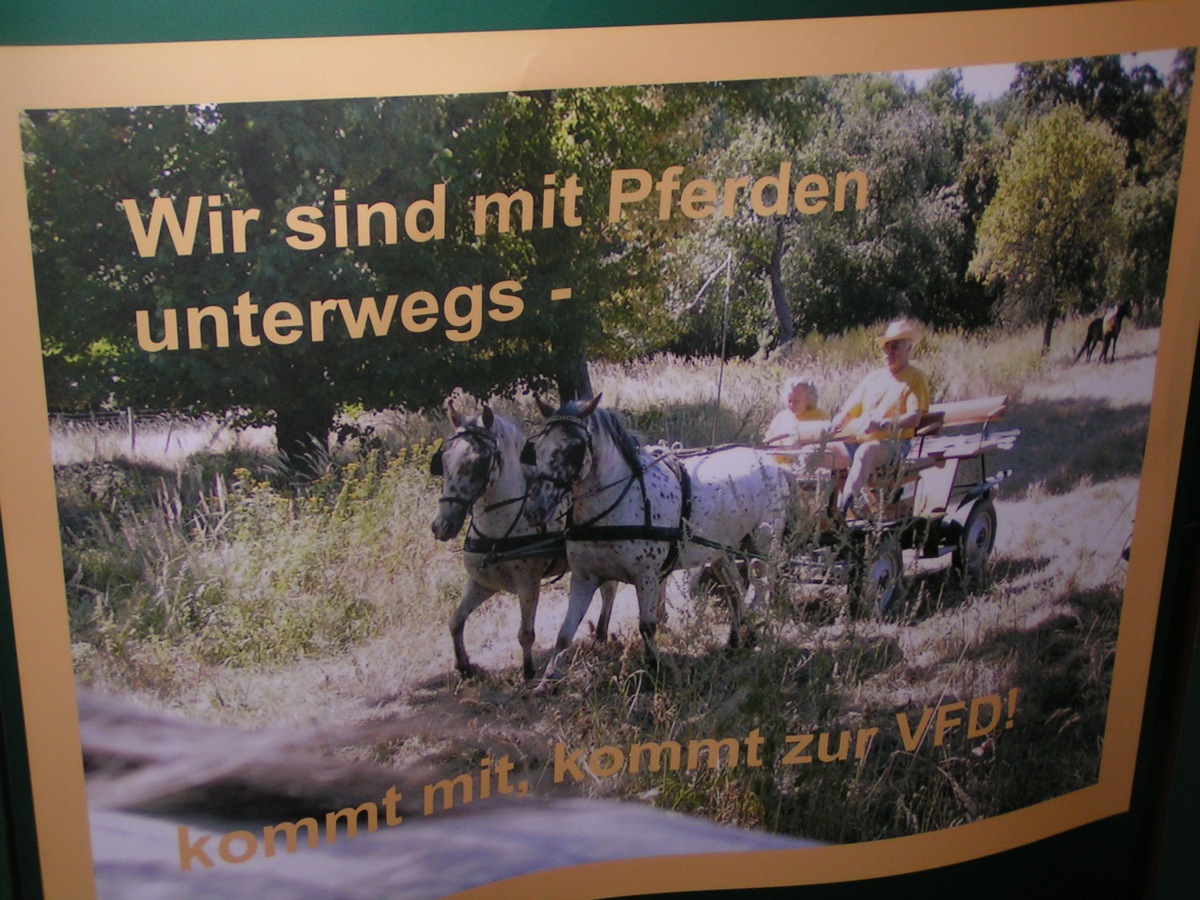 Wir sind mit Pferden
unterwegs -
kommt mit, kommt zur VFD!